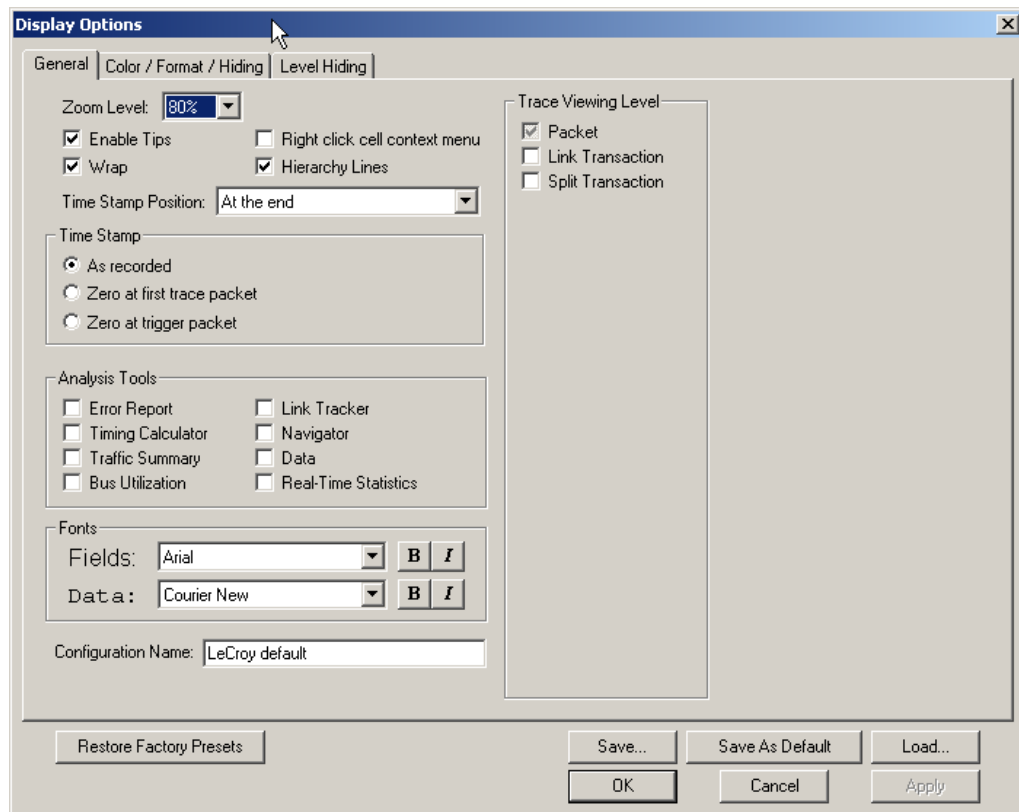 Display Options
General Color / Format / Hiding Level Hiding
Zoom Level: 80%
Enable Tips Right click cell context menu
Wrap Hierarchy Lines
Time Stamp Position: At the end
Time Stamp
As recorded
Zero at first trace packet
Zero at trigger packet
Analysis Tools
Error Report Link Tracker
Timing Calculator Navigator
Traffic Summary Data
Bus Utilization Real-Time Statistics
Fonts
Fields: Arial B I
Data: Courier New B I
Configuration Name: LeCroy default
Trace Viewing Level
Packet
Link Transaction
Split Transaction
Restore Factory Presets Save... Save As Default Load...
OK Cancel Apply